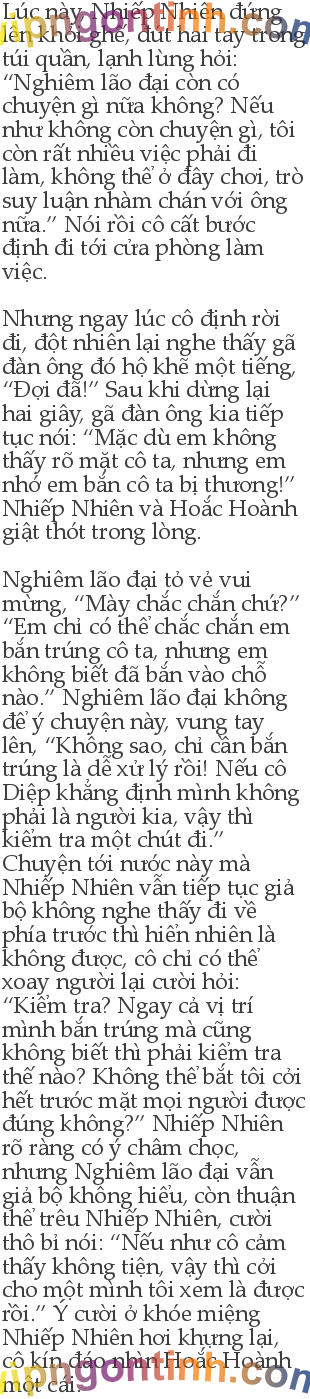 Lúc này, Nhiếp Nhiên đứng
lên khỏi ghế, đút hai tay trong
túi quần, lạnh lùng hỏi:
“Nghiêm lão đại còn có
chuyện gì nữa không? Nếu
như không còn chuyện gì, tôi
còn rất nhiều việc phải đi
làm, không thể ở đây chơi, trò
suy luận nhàm chán với ông
nữa.” Nói rồi cô cất bước
định đi tới cửa phòng làm
việc.
Nhưng ngay lúc cô định rời
đi, đột nhiên lại nghe thấy gã
đàn ông đó hộ khẽ một tiếng,
“Đợi đã!” Sau khi dừng lại
hai giây, gã đàn ông kia tiếp
tục nói: “Mặc dù em không
thấy rõ mặt cô ta, nhưng em
nhớ em bắn cô ta bị thương!”
Nhiếp Nhiên và Hoắc Hoành
giật thót trong lòng.
Nghiêm lão đại tỏ vẻ vui
mừng, “Mày chắc chắn chứ?”
“Em chỉ có thể chắc chắn em
bắn trúng cô ta, nhưng em
không biết đã bắn vào chỗ
nào.” Nghiêm lão đại không
để ý chuyện này, vung tay
lên, “Không sao, chỉ cần bắn
trúng là dễ xử lý rồi! Nếu cô
Diệp khẳng định mình không
phải là người kia, vậy thì
kiểm tra một chút đi.”
Chuyện tới nước này mà
Nhiếp Nhiên vẫn tiếp tục giả
bộ không nghe thấy đi về
phía trước thì hiển nhiên là
không được, cô chỉ có thể
xoay người lại cười hỏi:
“Kiểm tra? Ngay cả vị trí
mình bắn trúng mà cũng
không biết thì phải kiểm tra
thế nào? Không thể bắt tôi cởi
hết trước mặt mọi người được
đúng không?” Nhiếp Nhiên
rõ ràng có ý châm chọc,
nhưng Nghiêm lão đại vẫn
giả bộ không hiểu, còn thuận
thể trêu Nhiếp Nhiên, cười
thô bỉ nói: “Nếu như cô cảm
thấy không tiện, vậy thì cởi
cho một mình tôi xem là được
rồi.” Ý cười ở khóe miệng
Nhiếp Nhiên hơi khựng lại,
cô kín đáo nhìn Hoắc Hoành
một cái.
vipngontinh.com
vipngontinh.com